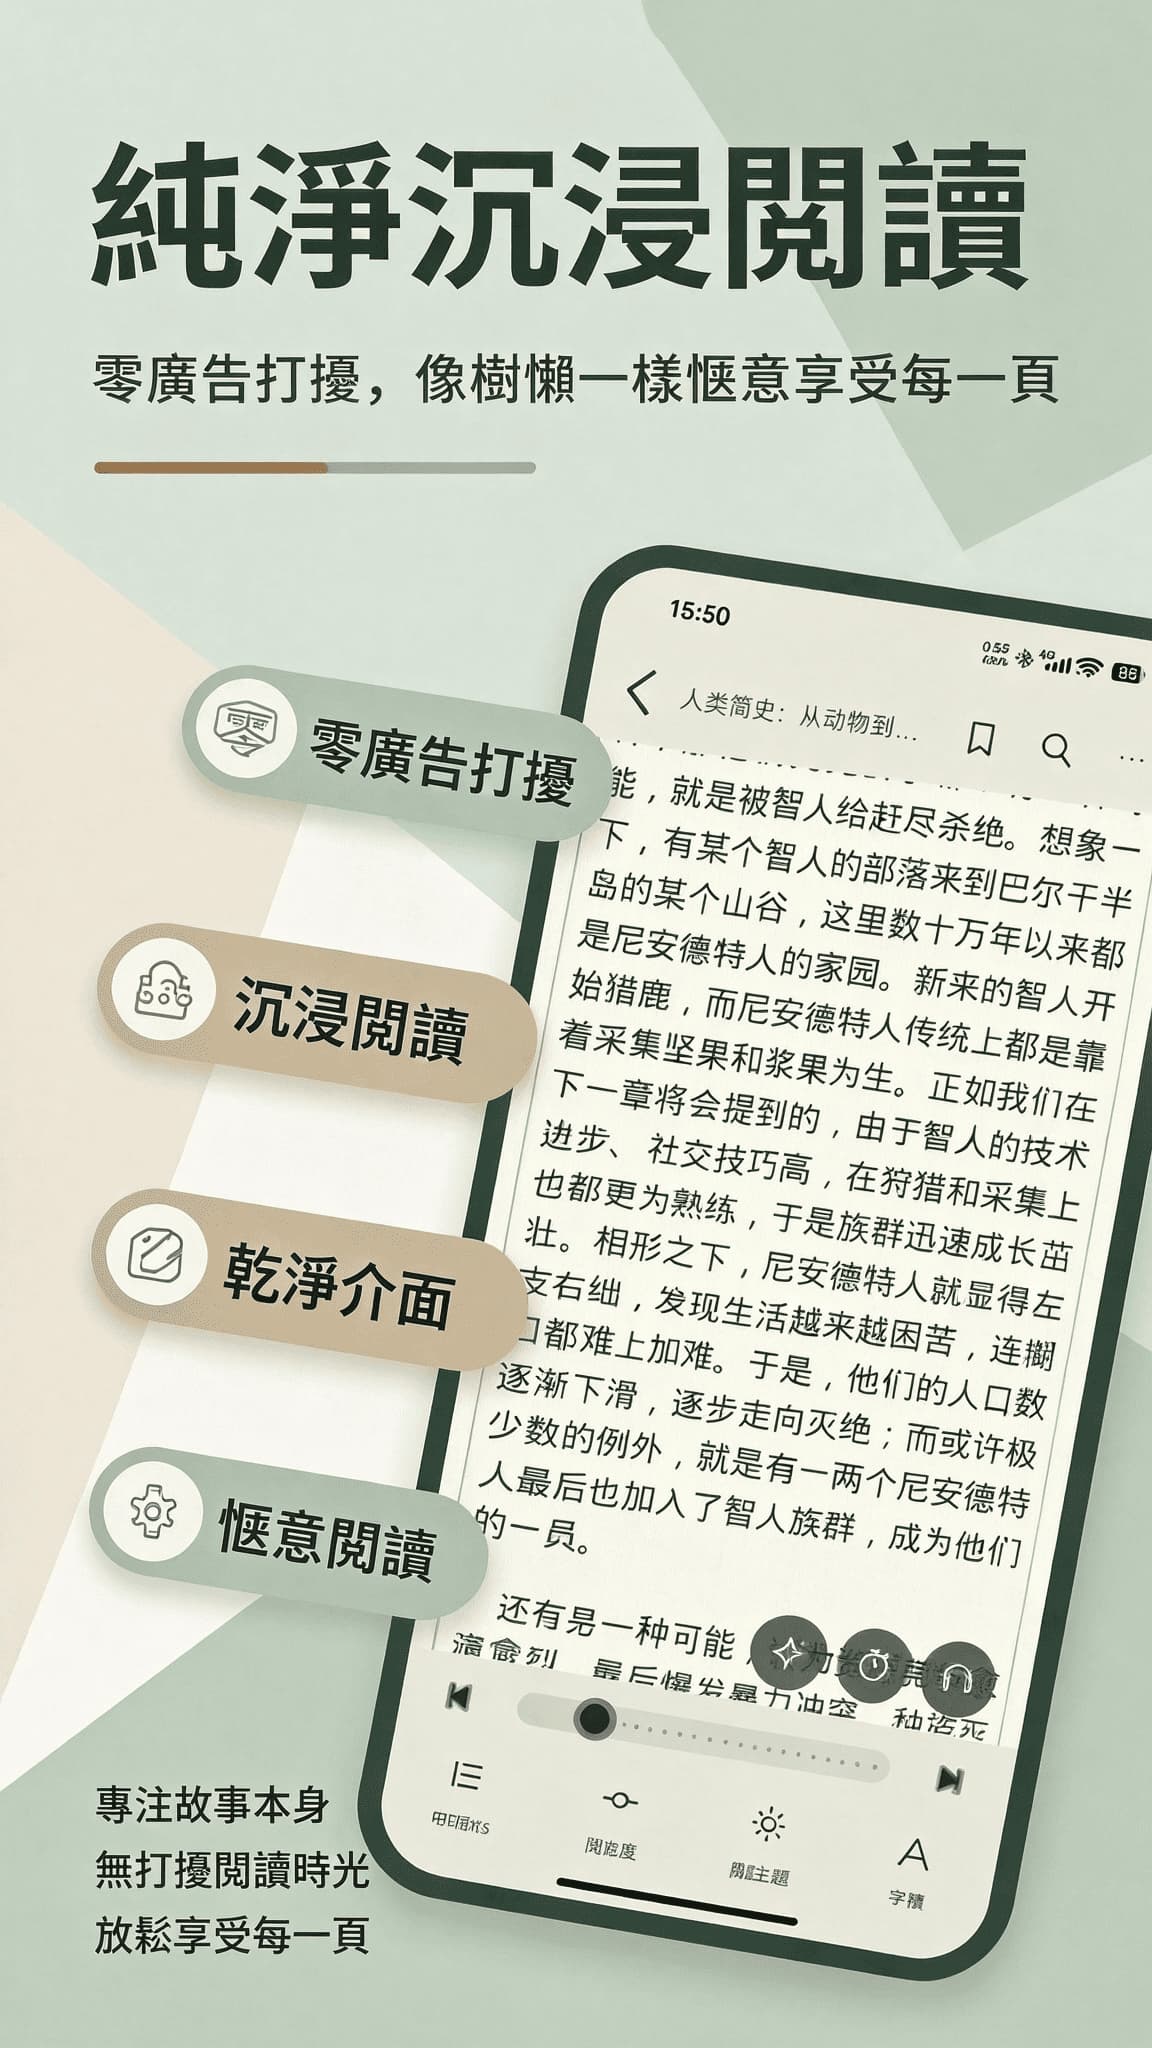 純淨沉浸閱讀
零廣告打擾，像樹懶一樣愜意享受每一頁
15:50
4G
86
人类简史：从动物到...
零
零廣告打擾
沉浸閱讀
乾淨介面
愜意閱讀
能，就是被智人给赶尽杀绝。想象一
下，有某个智人的部落来到巴尔干半
岛的某个山谷，这里数十万年以来都
是尼安德特人的家园。新来的智人开
始猎鹿，而尼安德特人传统上都是靠
着采集坚果和浆果为生。正如我们在
下一章将会提到的，由于智人的技术
进步、社交技巧高，在狩猎和采集上
也都更为熟练，于是族群迅速成长茁
壮。相形之下，尼安德特人就显得左
支右绌，发现生活越来越困苦，连
口都难上加难。于是，他们的人口数
逐渐下滑，逐步走向灭绝；而或许极
少数的例外，就是有一两个尼安德特
人最后也加入了智人族群，成为他们
的一员。
还有另一种可能，
最后爆发暴力冲突
主題
字
專注故事本身
無打擾閱讀時光
放鬆享受每一頁